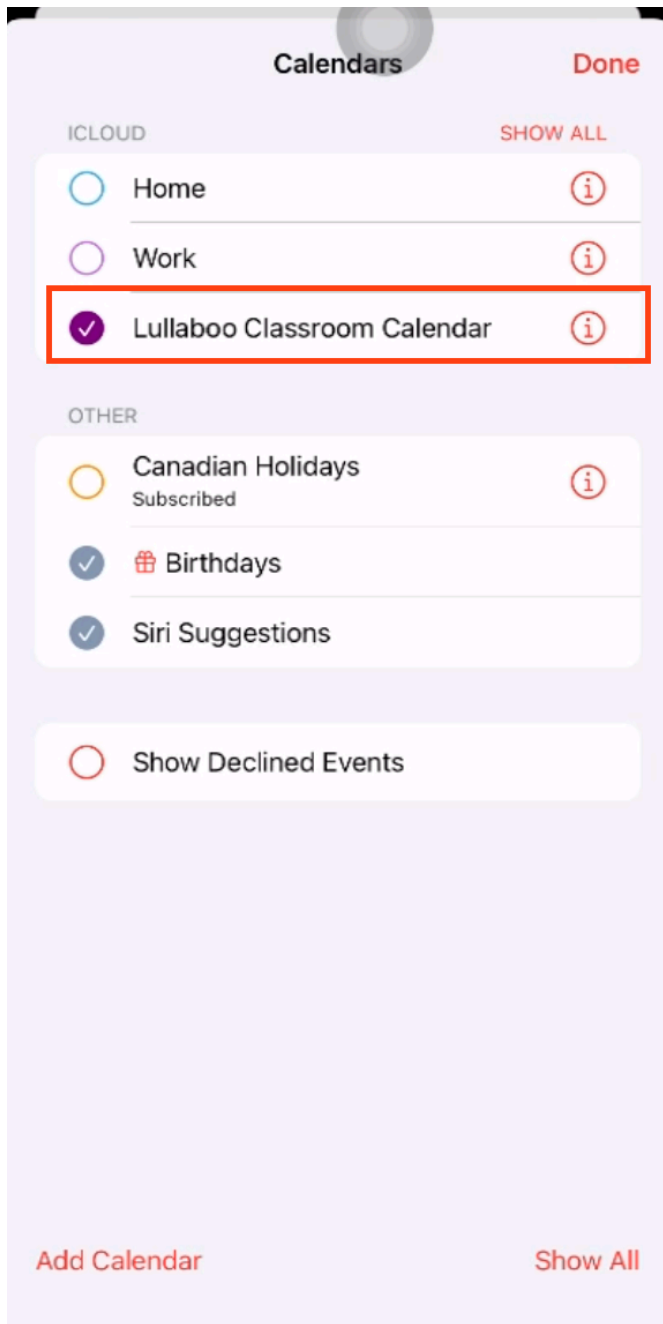 Calendars Done
ICLOUD SHOW ALL
Home
Work
Lullaboo Classroom Calendar
OTHER
Canadian Holidays
Subscribed
Birthdays
Siri Suggestions
Show Declined Events
Add Calendar Show All